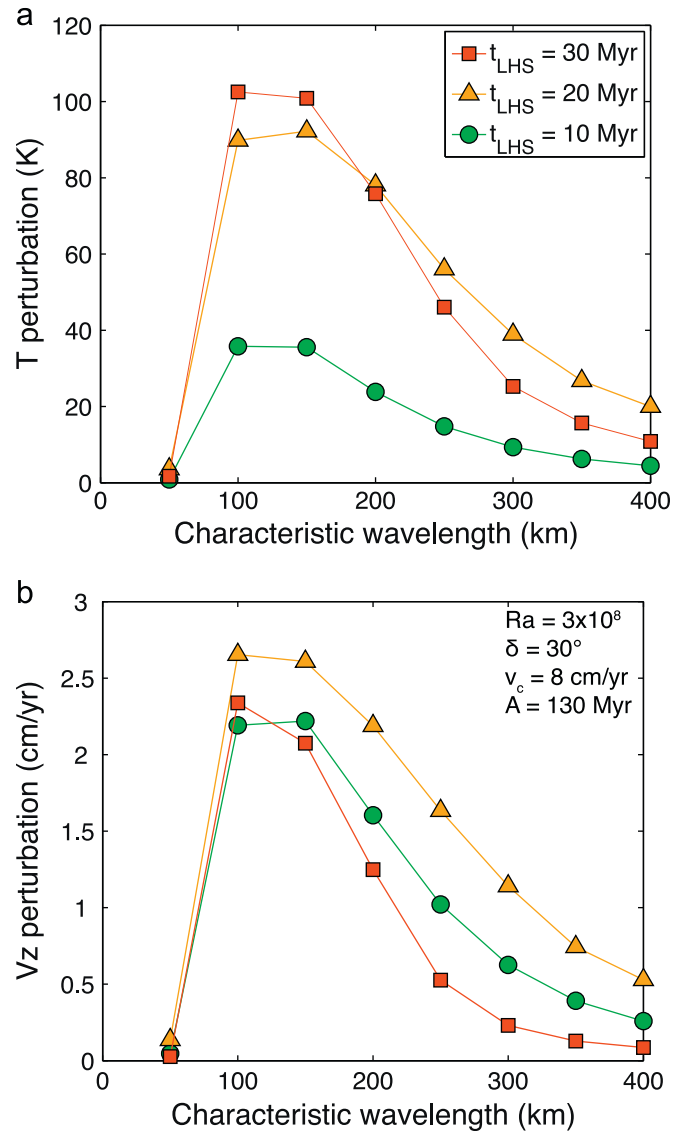 a
120
100
80
60
40
20
0
T perturbation (K)
t_LHS = 30 Myr
t_LHS = 20 Myr
t_LHS = 10 Myr
0 100 200 300 400
Characteristic wavelength (km)
b
3
2.5
2
1.5
1
0.5
0
Vz perturbation (cm/yr)
Ra = 3x10⁸
δ = 30°
v_c = 8 cm/yr
A = 130 Myr
0 100 200 300 400
Characteristic wavelength (km)